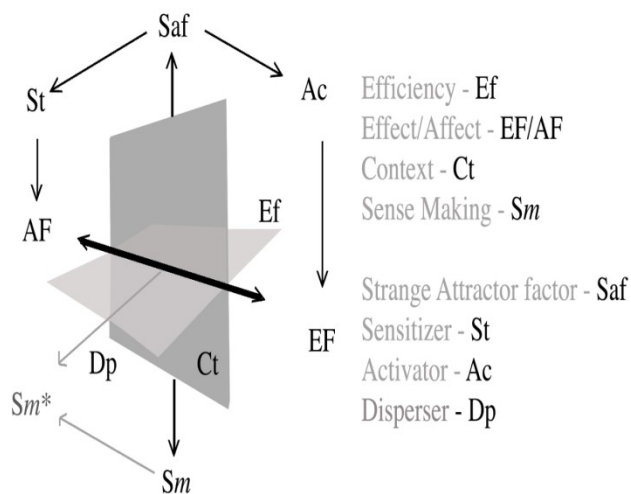 Saf
St
Ac
AF
Ef
EF
Dp
Ct
Sm*
Sm
Efficiency - Ef
Effect/Affect - EF/AF
Context - Ct
Sense Making - Sm
Strange Attractor factor - Saf
Sensitizer - St
Activator - Ac
Disperser - Dp